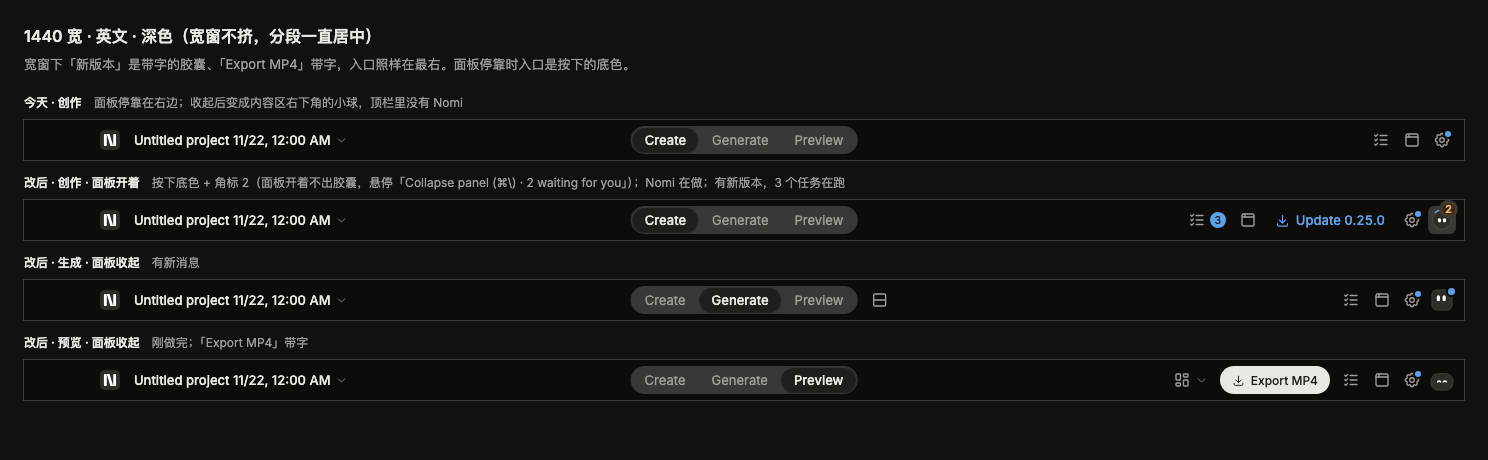 1440 宽 · 英文 · 深色（宽窗不挤，分段一直居中）
宽窗下「新版本」是带字的胶囊、「Export MP4」带字，入口照样在最右。面板停靠时入口是按下的底色。
今天 · 创作 面板停靠在右边；收起后变成内容区右下角的小球，顶栏里没有 Nomi
N Untitled project 11/22, 12:00 AM Create Generate Preview
改后 · 创作 · 面板开着 按下底色 + 角标 2（面板开着不出胶囊，悬停「Collapse panel (⌘\) · 2 waiting for you」）；Nomi 在做；有新版本，3 个任务在跑
N Untitled project 11/22, 12:00 AM Create Generate Preview 3 Update 0.25.0 2
改后 · 生成 · 面板收起 有新消息
N Untitled project 11/22, 12:00 AM Create Generate Preview
改后 · 预览 · 面板收起 刚做完；「Export MP4」带字
N Untitled project 11/22, 12:00 AM Create Generate Preview Export MP4